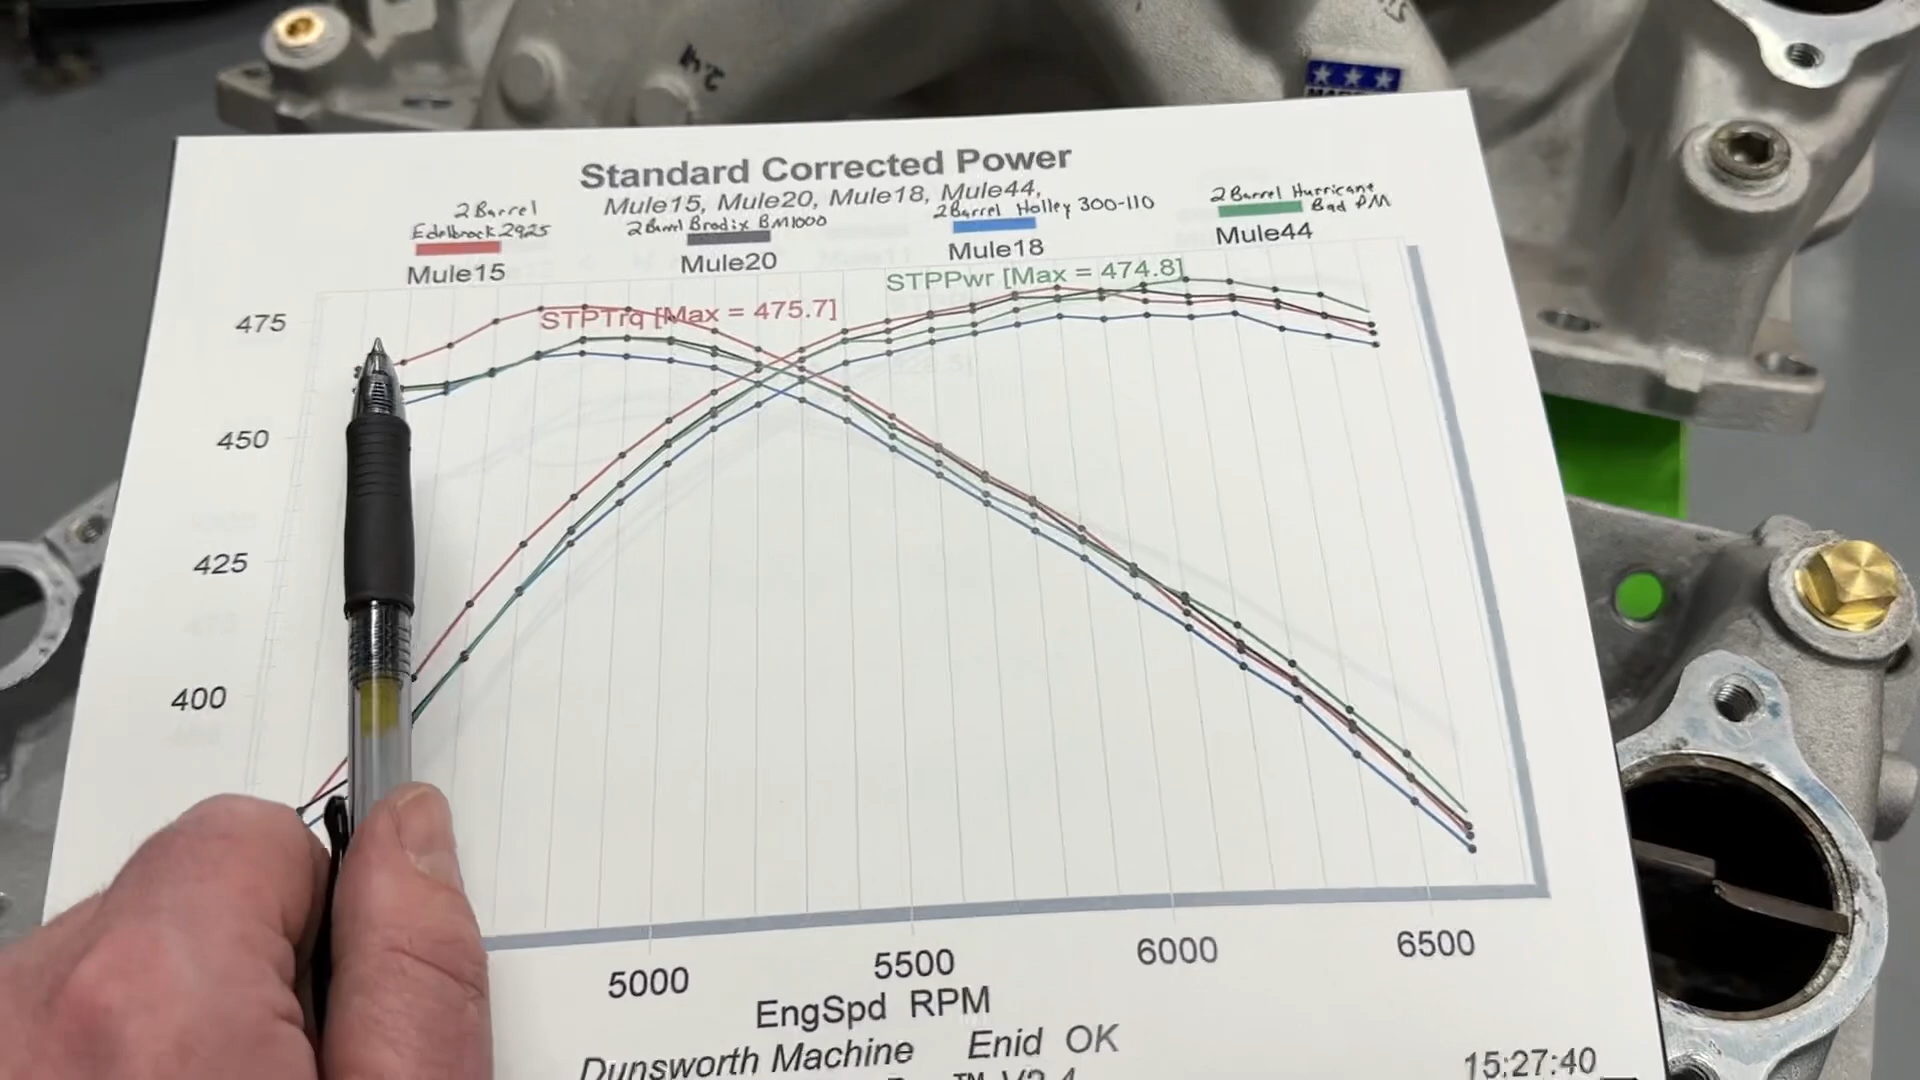 2.4
Standard Corrected Power
Mule15, Mule20, Mule18, Mule44,
2 Barrel
Edelbrock 2925
Mule15
2 Barrel Brodix BM1000
Mule20
2 Barrel Holley 300-110
Mule18
2 Barrel Hurricane
Bad PM
Mule44
STPPwr [Max = 474.8]
STPTrq [Max = 475.7]
475
450
425
400
5000
5500
6000
6500
EngSpd RPM
Dunsworth Machine Enid OK
15:27:40